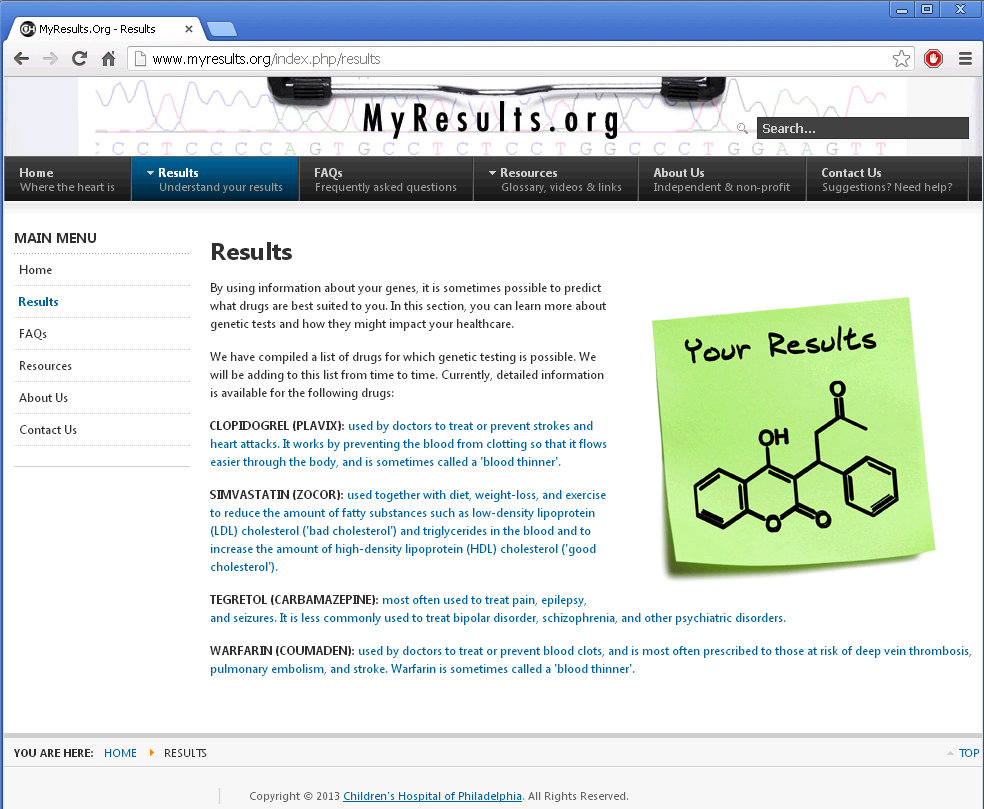 MyResults.Org - Results
www.myresults.org/index.php/results
MyResults.org
Search...
C C T C C C C A G T G C C T C T C C T G G C C C T G G A A G T T
Home
Where the heart is
Results
Understand your results
FAQs
Frequently asked questions
Resources
Glossary, videos & links
About Us
Independent & non-profit
Contact Us
Suggestions? Need help?
MAIN MENU
Home
Results
FAQs
Resources
About Us
Contact Us
Results
By using information about your genes, it is sometimes possible to predict
what drugs are best suited to you. In this section, you can learn more about
genetic tests and how they might impact your healthcare.
We have compiled a list of drugs for which genetic testing is possible. We
will be adding to this list from time to time. Currently, detailed information
is available for the following drugs:
CLOPIDOGREL (PLAVIX): used by doctors to treat or prevent strokes and
heart attacks. It works by preventing the blood from clotting so that it flows
easier through the body, and is sometimes called a 'blood thinner'.
SIMVASTATIN (ZOCOR): used together with diet, weight-loss, and exercise
to reduce the amount of fatty substances such as low-density lipoprotein
(LDL) cholesterol ('bad cholesterol') and triglycerides in the blood and to
increase the amount of high-density lipoprotein (HDL) cholesterol ('good
cholesterol').
TEGRETOL (CARBAMAZEPINE): most often used to treat pain, epilepsy,
and seizures. It is less commonly used to treat bipolar disorder, schizophrenia, and other psychiatric disorders.
WARFARIN (COUMADEN): used by doctors to treat or prevent blood clots, and is most often prescribed to those at risk of deep vein thrombosis,
pulmonary embolism, and stroke. Warfarin is sometimes called a 'blood thinner'.
Your Results
O
OH
O
O
YOU ARE HERE: HOME RESULTS
TOP
Copyright © 2013 Children's Hospital of Philadelphia. All Rights Reserved.